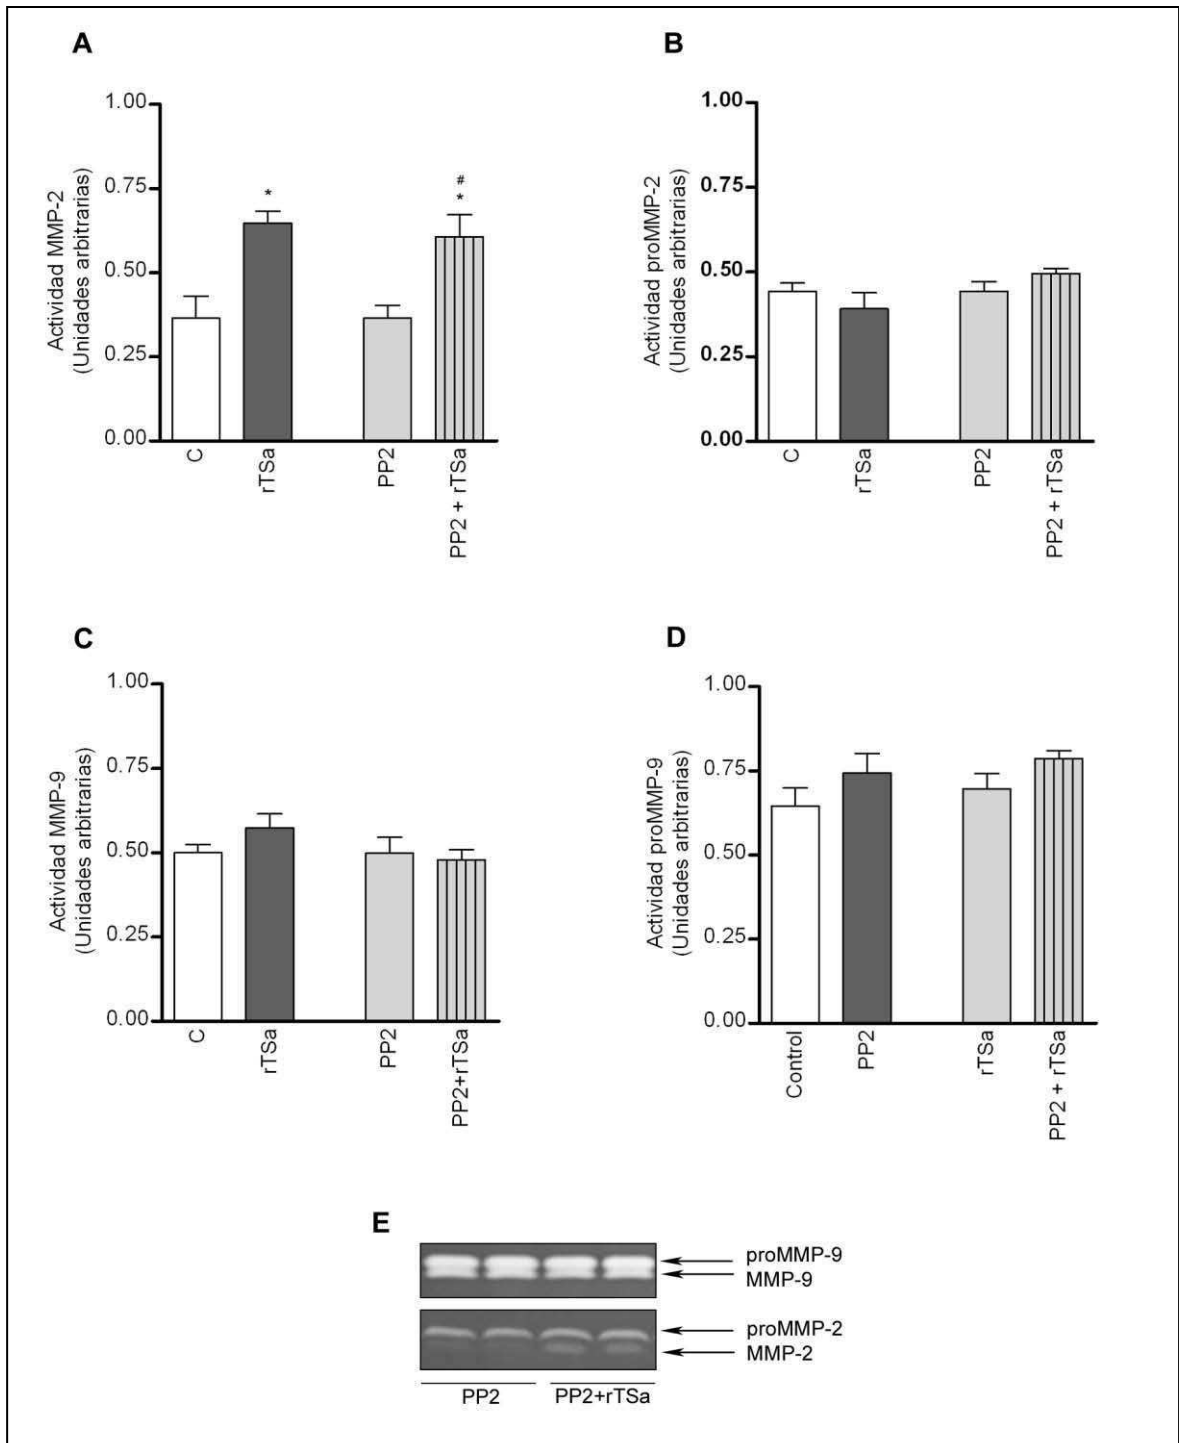 A
Actividad MMP-2
(Unidades arbitrarias)
1.00
0.75
0.50
0.25
0.00
*
#
*
C
rTSa
PP2
PP2 + rTSa
B
Actividad proMMP-2
(Unidades arbitrarias)
1.00
0.75
0.50
0.25
0.00
C
rTSa
PP2
PP2 + rTSa
C
Actividad MMP-9
(Unidades arbitrarias)
1.00
0.75
0.50
0.25
0.00
C
rTSa
PP2
PP2+rTSa
D
Actividad proMMP-9
(Unidades arbitrarias)
1.00
0.75
0.50
0.25
0.00
Control
PP2
rTSa
PP2 + rTSa
E
proMMP-9
MMP-9
proMMP-2
MMP-2
PP2
PP2+rTSa